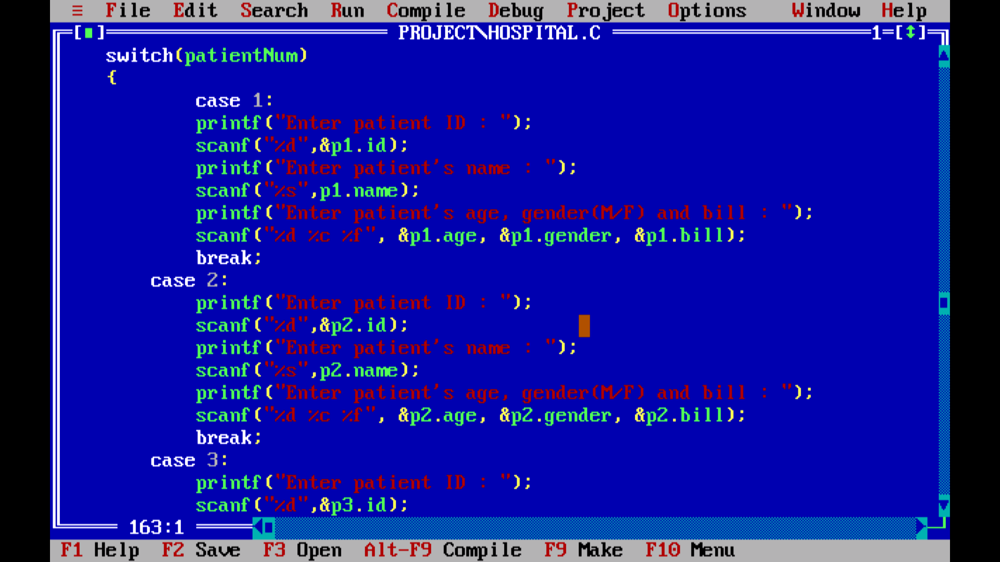 ≡ File Edit Search Run Compile Debug Project Options Window Help
[■] PROJECT\HOSPITAL.C 1=[↕]
switch(patientNum)
{
case 1:
printf("Enter patient ID : ");
scanf("%d",&p1.id);
printf("Enter patient's name : ");
scanf("%s",p1.name);
printf("Enter patient's age, gender(M/F) and bill : ");
scanf("%d %c %f", &p1.age, &p1.gender, &p1.bill);
break;
case 2:
printf("Enter patient ID : ");
scanf("%d",&p2.id);
printf("Enter patient's name : ");
scanf("%s",p2.name);
printf("Enter patient's age, gender(M/F) and bill : ");
scanf("%d %c %f", &p2.age, &p2.gender, &p2.bill);
break;
case 3:
printf("Enter patient ID : ");
scanf("%d",&p3.id);
163:1
F1 Help F2 Save F3 Open Alt-F9 Compile F9 Make F10 Menu